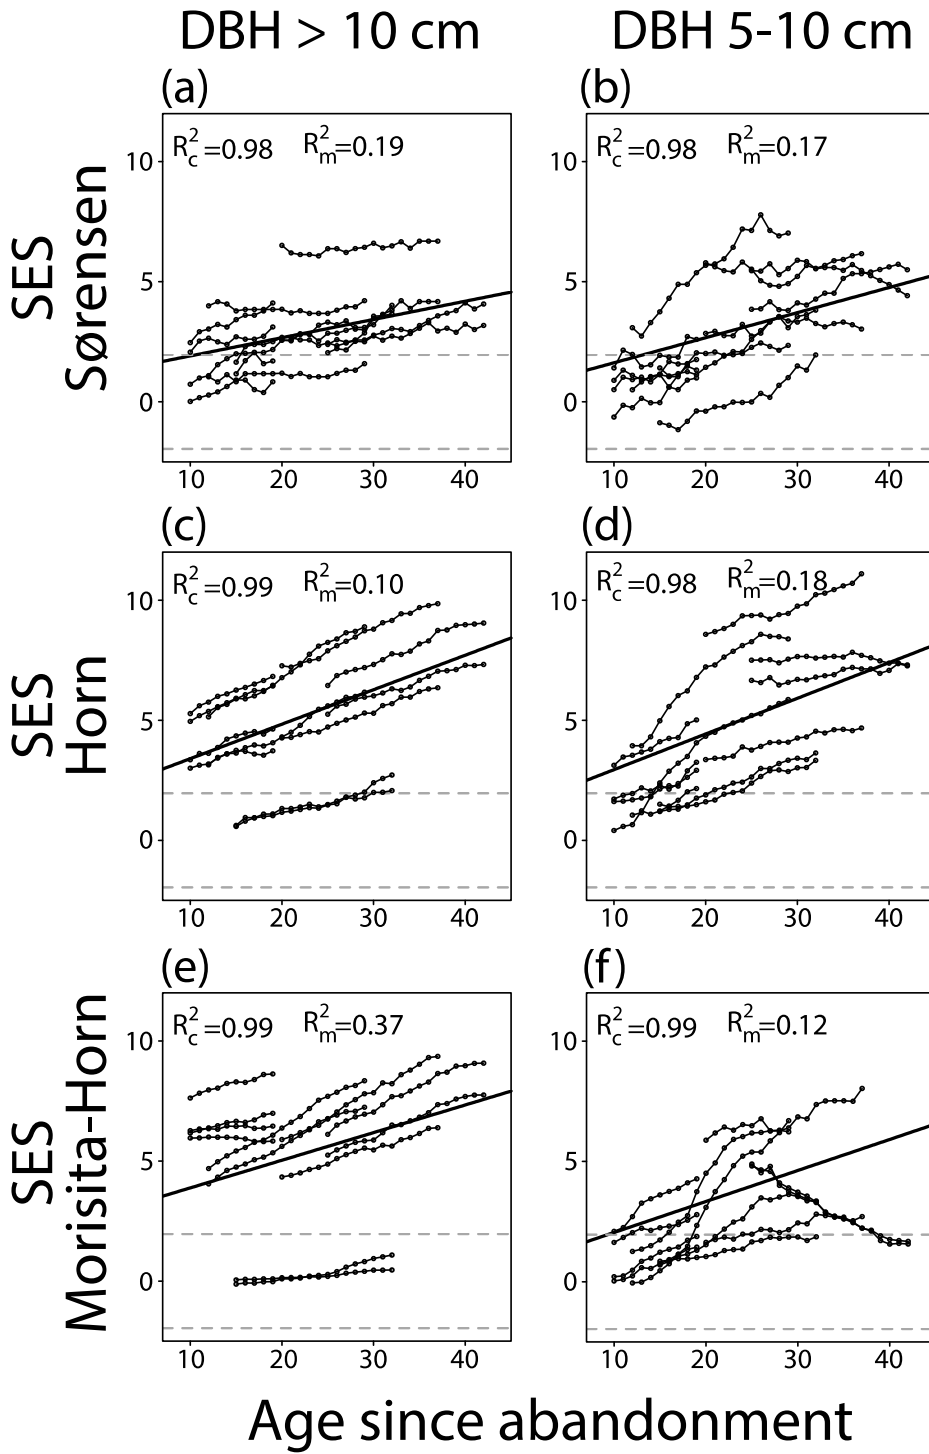 DBH > 10 cm DBH 5-10 cm
(a) (b)
SES
Sørensen
R²c=0.98 R²m=0.19
R²c=0.98 R²m=0.17
10 10
5 5
0 0
10 20 30 40 10 20 30 40
(c) (d)
SES
Horn
R²c=0.99 R²m=0.10
R²c=0.98 R²m=0.18
10 10
5 5
0 0
10 20 30 40 10 20 30 40
(e) (f)
SES
Morisita-Horn
R²c=0.99 R²m=0.37
R²c=0.99 R²m=0.12
10 10
5 5
0 0
10 20 30 40 10 20 30 40
Age since abandonment